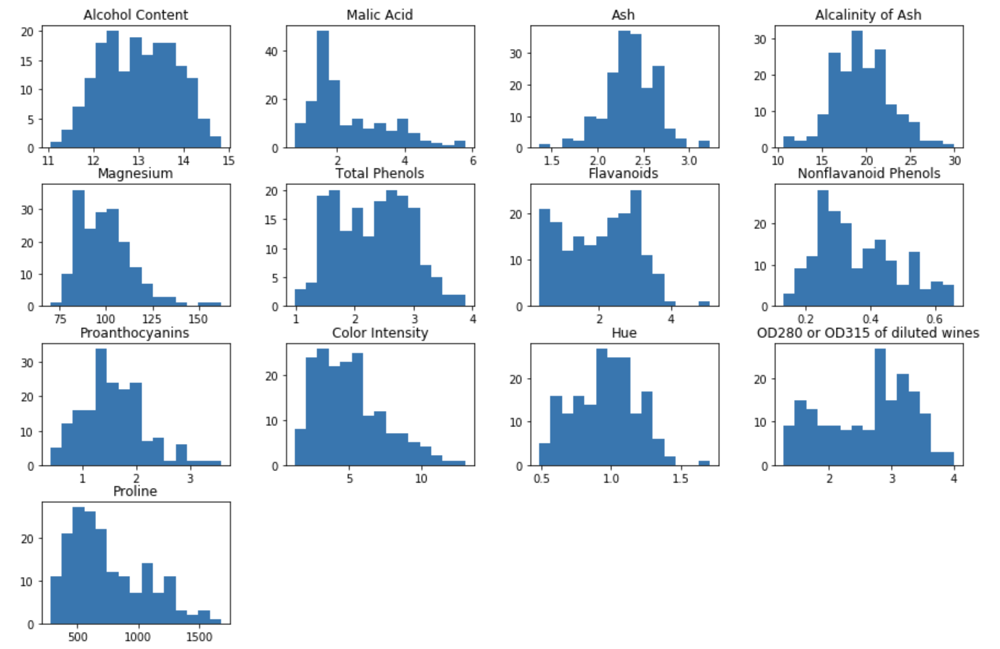 Alcohol Content
20
15
10
5
0
11 12 13 14 15
Malic Acid
40
20
0
2 4 6
Ash
30
20
10
0
1.5 2.0 2.5 3.0
Alcalinity of Ash
30
20
10
0
10 15 20 25 30
Magnesium
30
20
10
0
75 100 125 150
Total Phenols
20
15
10
5
0
1 2 3 4
Flavanoids
20
10
0
2 4
Nonflavanoid Phenols
20
10
0
0.2 0.4 0.6
Proanthocyanins
30
20
10
0
1 2 3
Color Intensity
20
10
0
5 10
Hue
20
10
0
0.5 1.0 1.5
OD280 or OD315 of diluted wines
20
10
0
2 3 4
Proline
20
10
0
500 1000 1500